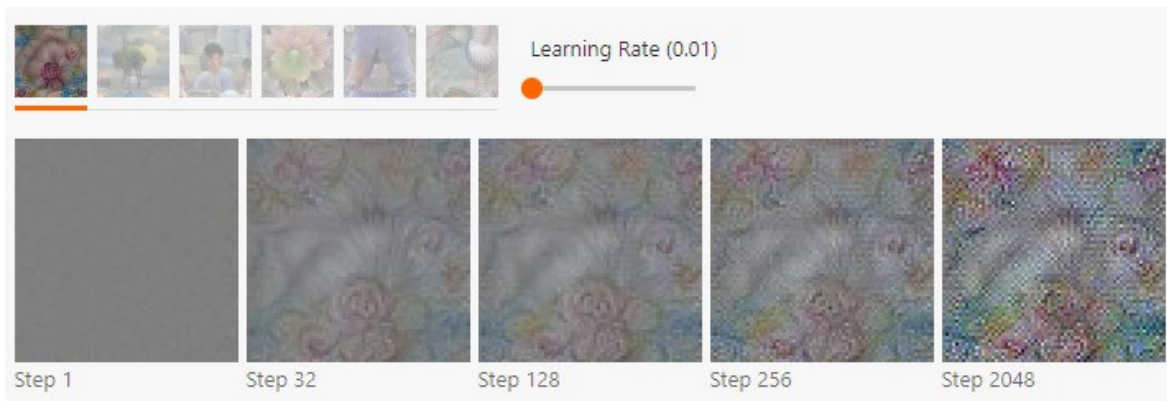 Learning Rate (0.01)
Step 1
Step 32
Step 128
Step 256
Step 2048